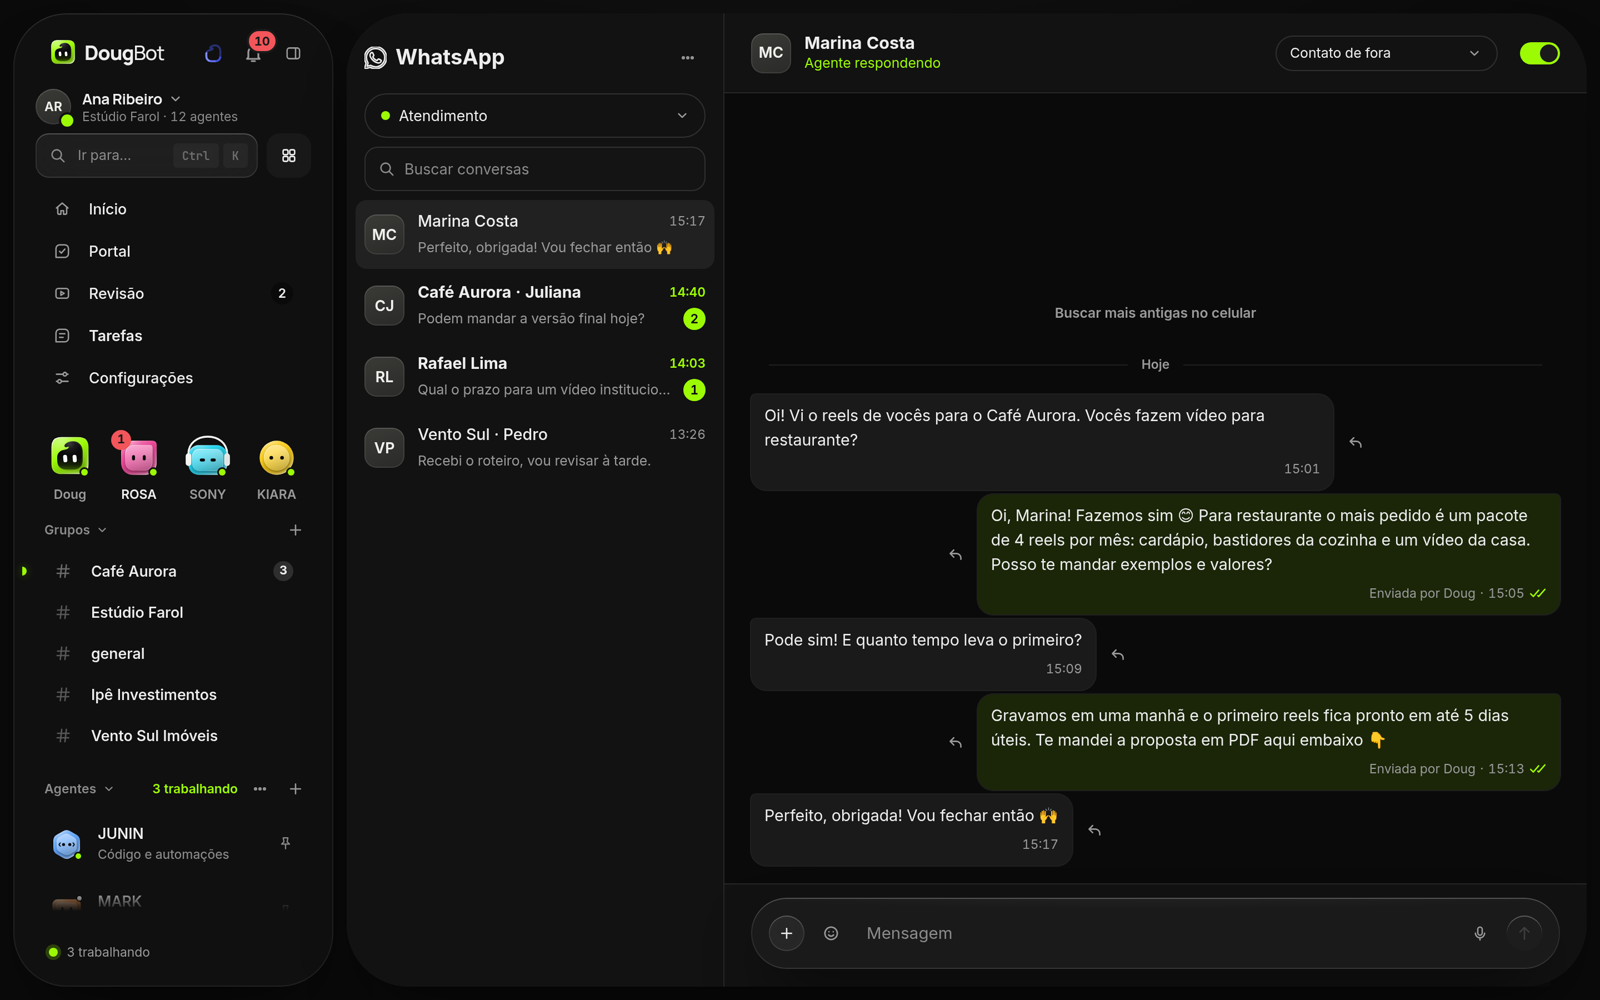 DougBot
10
AR
Ana Ribeiro
Estúdio Farol · 12 agentes
Ir para...
Ctrl
K
Início
Portal
Revisão
2
Tarefas
Configurações
1
Doug
ROSA
SONY
KIARA
Grupos
# Café Aurora
3
# Estúdio Farol
# general
# Ipê Investimentos
# Vento Sul Imóveis
Agentes
3 trabalhando
JUNIN
Código e automações
MARK
3 trabalhando
WhatsApp
Atendimento
Buscar conversas
MC
Marina Costa
15:17
Perfeito, obrigada! Vou fechar então 🙌
CJ
Café Aurora · Juliana
14:40
Podem mandar a versão final hoje?
2
RL
Rafael Lima
14:03
Qual o prazo para um vídeo institucio...
1
VP
Vento Sul · Pedro
13:26
Recebi o roteiro, vou revisar à tarde.
MC
Marina Costa
Agente respondendo
Contato de fora
Buscar mais antigas no celular
Hoje
Oi! Vi o reels de vocês para o Café Aurora. Vocês fazem vídeo para
restaurante?
15:01
Oi, Marina! Fazemos sim 😊 Para restaurante o mais pedido é um pacote
de 4 reels por mês: cardápio, bastidores da cozinha e um vídeo da casa.
Posso te mandar exemplos e valores?
Enviada por Doug · 15:05
Pode sim! E quanto tempo leva o primeiro?
15:09
Gravamos em uma manhã e o primeiro reels fica pronto em até 5 dias
úteis. Te mandei a proposta em PDF aqui embaixo 👇
Enviada por Doug · 15:13
Perfeito, obrigada! Vou fechar então 🙌
15:17
Mensagem